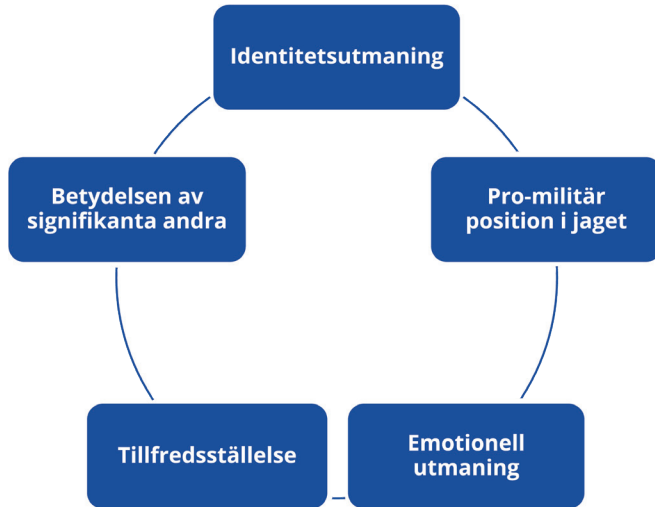 Identitetsutmaning
Betydelsen av
signifikanta andra
Pro-militär
position i jaget
Tillfredsställelse
Emotionell
utmaning